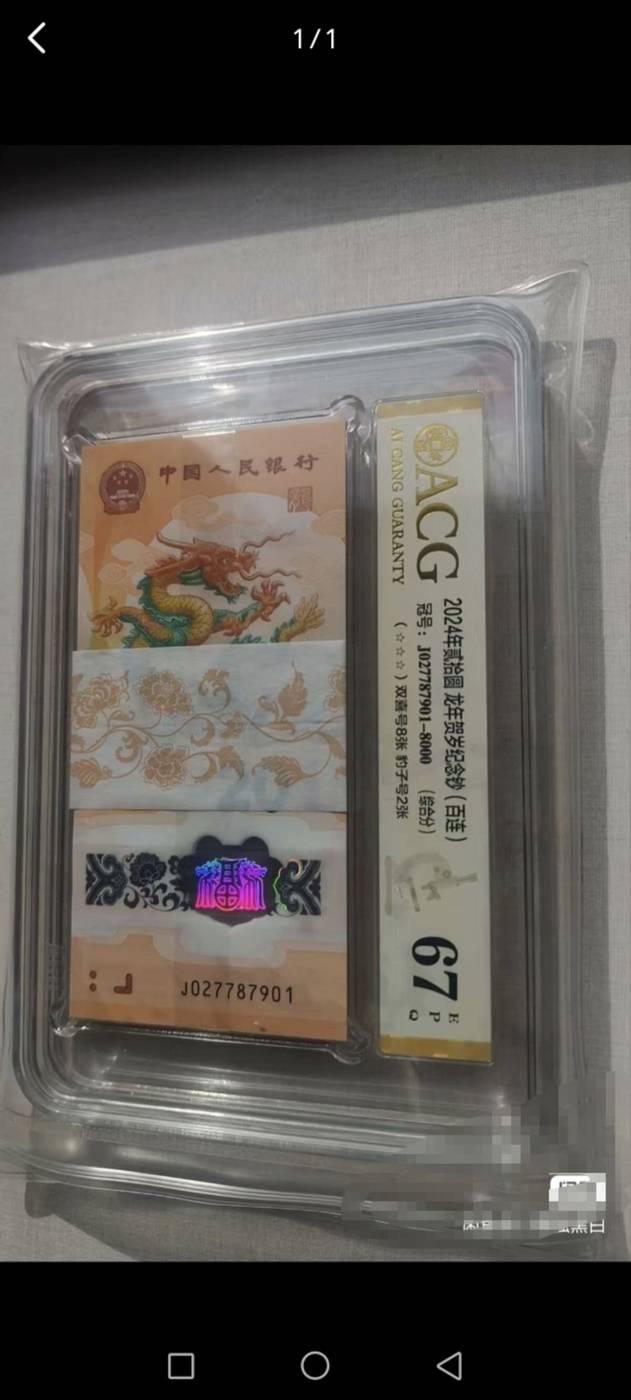 1/1
中国人民银行
J027787901
ACG
AI CANG GUARANTY
2024年贰拾圆 龙年贺岁纪念钞（百连）
冠号：J027787901-8000 （综合分）
（☆☆☆）双喜号8张 豹子号2张
67
E
P
Q